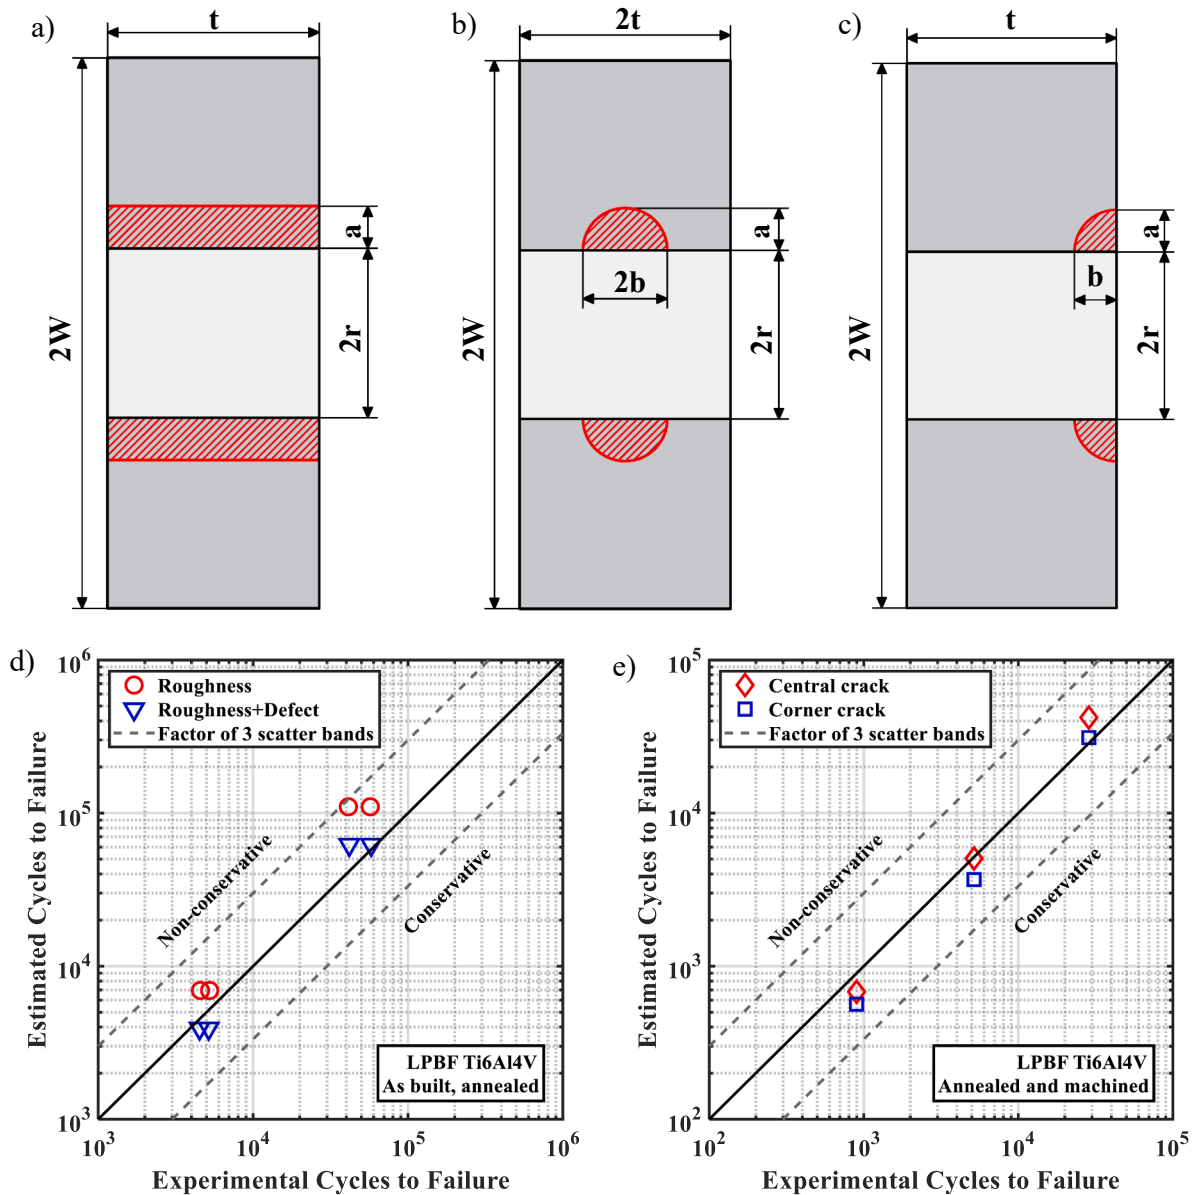 a)
t
2W
a
2r
b)
2t
2W
a
2b
2r
c)
t
2W
a
b
2r
d)
Estimated Cycles to Failure
10^6
10^5
10^4
10^3
Roughness
Roughness+Defect
Factor of 3 scatter bands
Non-conservative
Conservative
LPBF Ti6Al4V
As built, annealed
10^3
10^4
10^5
10^6
Experimental Cycles to Failure
e)
Estimated Cycles to Failure
10^5
10^4
10^3
10^2
Central crack
Corner crack
Factor of 3 scatter bands
Non-conservative
Conservative
LPBF Ti6Al4V
Annealed and machined
10^2
10^3
10^4
10^5
Experimental Cycles to Failure